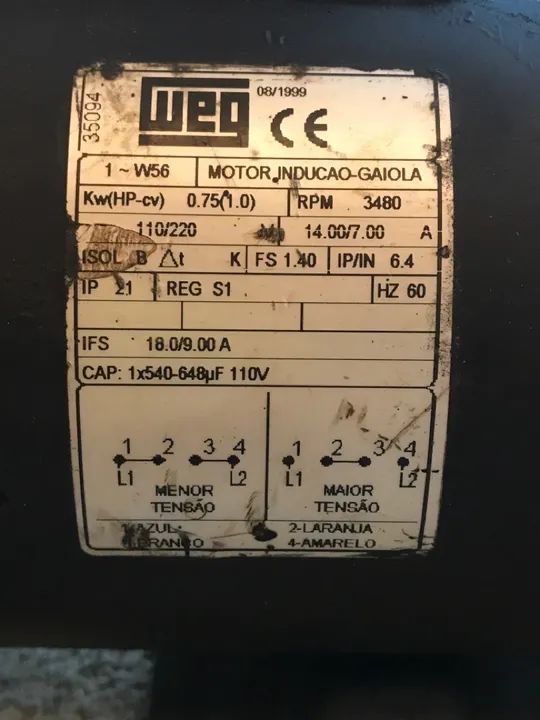 35094
WEG 08/1999
CE
1 ~ W56 MOTOR INDUCAO-GAIOLA
Kw(HP-cv) 0.75(1.0) RPM 3480
110/220 14.00/7.00 A
ISOL B Δt K FS 1.40 IP/IN 6.4
IP 21 REG S1 HZ 60
IFS 18.0/9.00 A
CAP: 1x540-648µF 110V
1 2 3 4 1 2 3 4
L1 L2 L1 L2
MENOR MAIOR
TENSÃO TENSÃO
1-AZUL 2-LARANJA
BRANCO 4-AMARELO